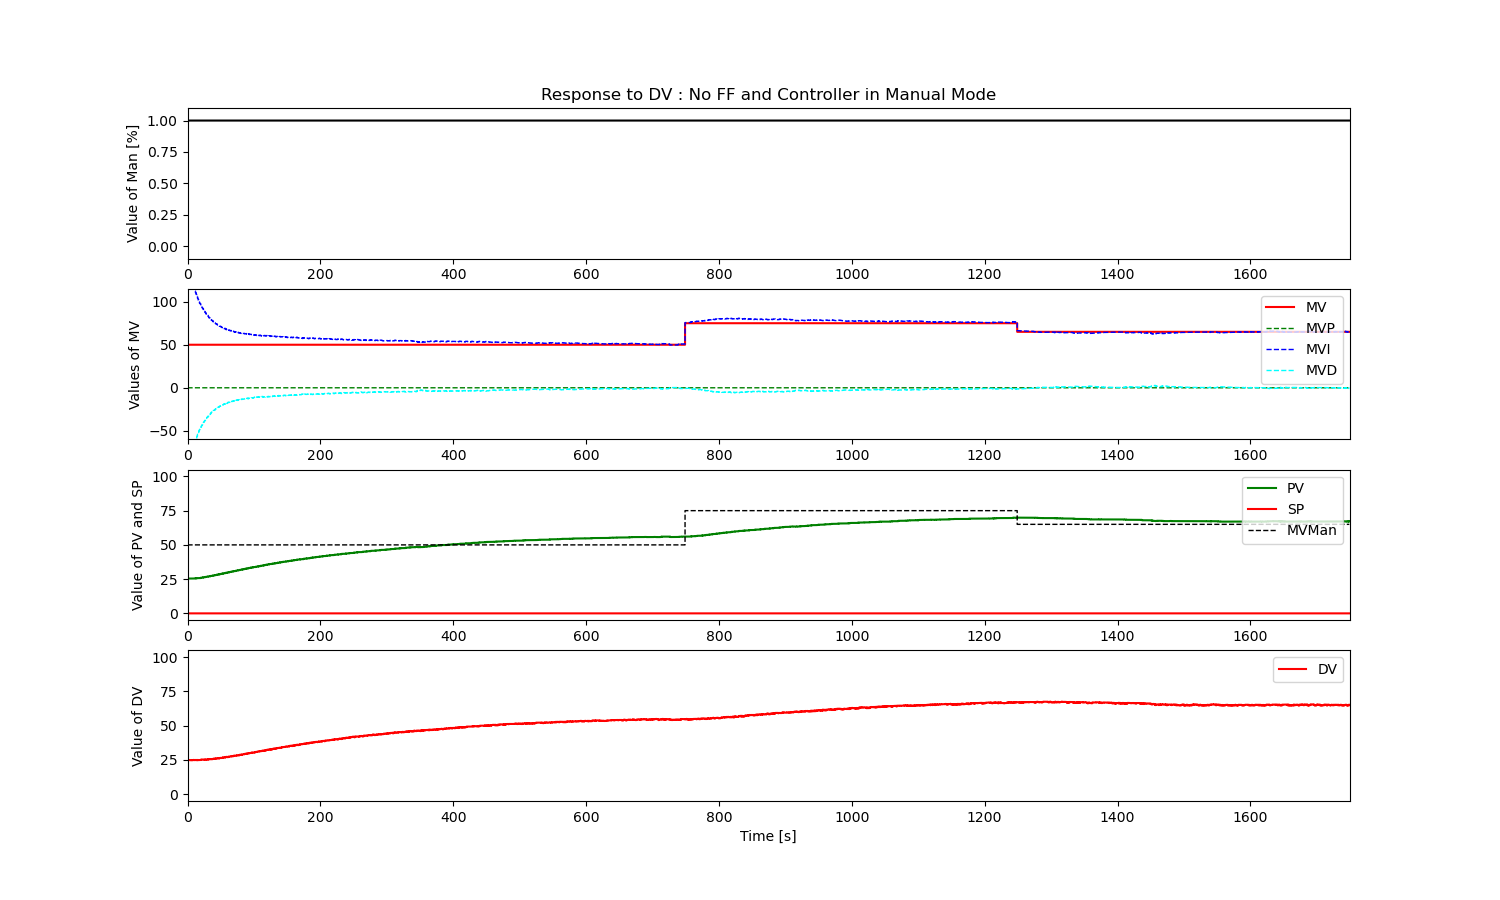 Response to DV : No FF and Controller in Manual Mode
Value of Man [%]
1.00
0.75
0.50
0.25
0.00
0 200 400 600 800 1000 1200 1400 1600
Values of MV
100
50
0
−50
MV
MVP
MVI
MVD
0 200 400 600 800 1000 1200 1400 1600
Value of PV and SP
100
75
50
25
0
PV
SP
MVMan
0 200 400 600 800 1000 1200 1400 1600
Value of DV
100
75
50
25
0
DV
0 200 400 600 800 1000 1200 1400 1600
Time [s]